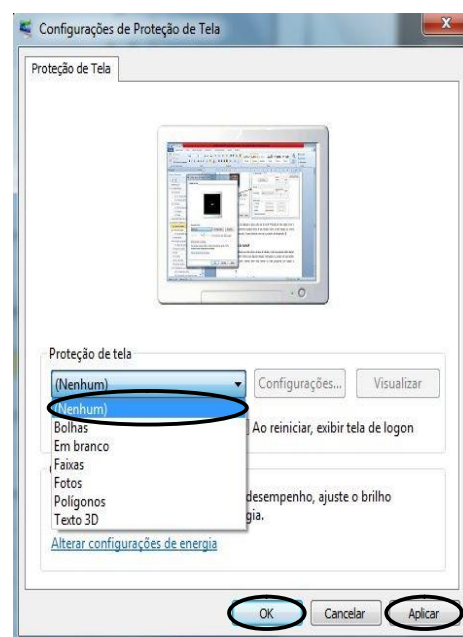 Configurações de Proteção de Tela
Proteção de Tela
Proteção de tela
(Nenhum)
Configurações...
Visualizar
(Nenhum)
Bolhas
Em branco
Faixas
Fotos
Polígonos
Texto 3D
Ao reiniciar, exibir tela de logon
desempenho, ajuste o brilho
Alterar configurações de energia
OK
Cancelar
Aplicar